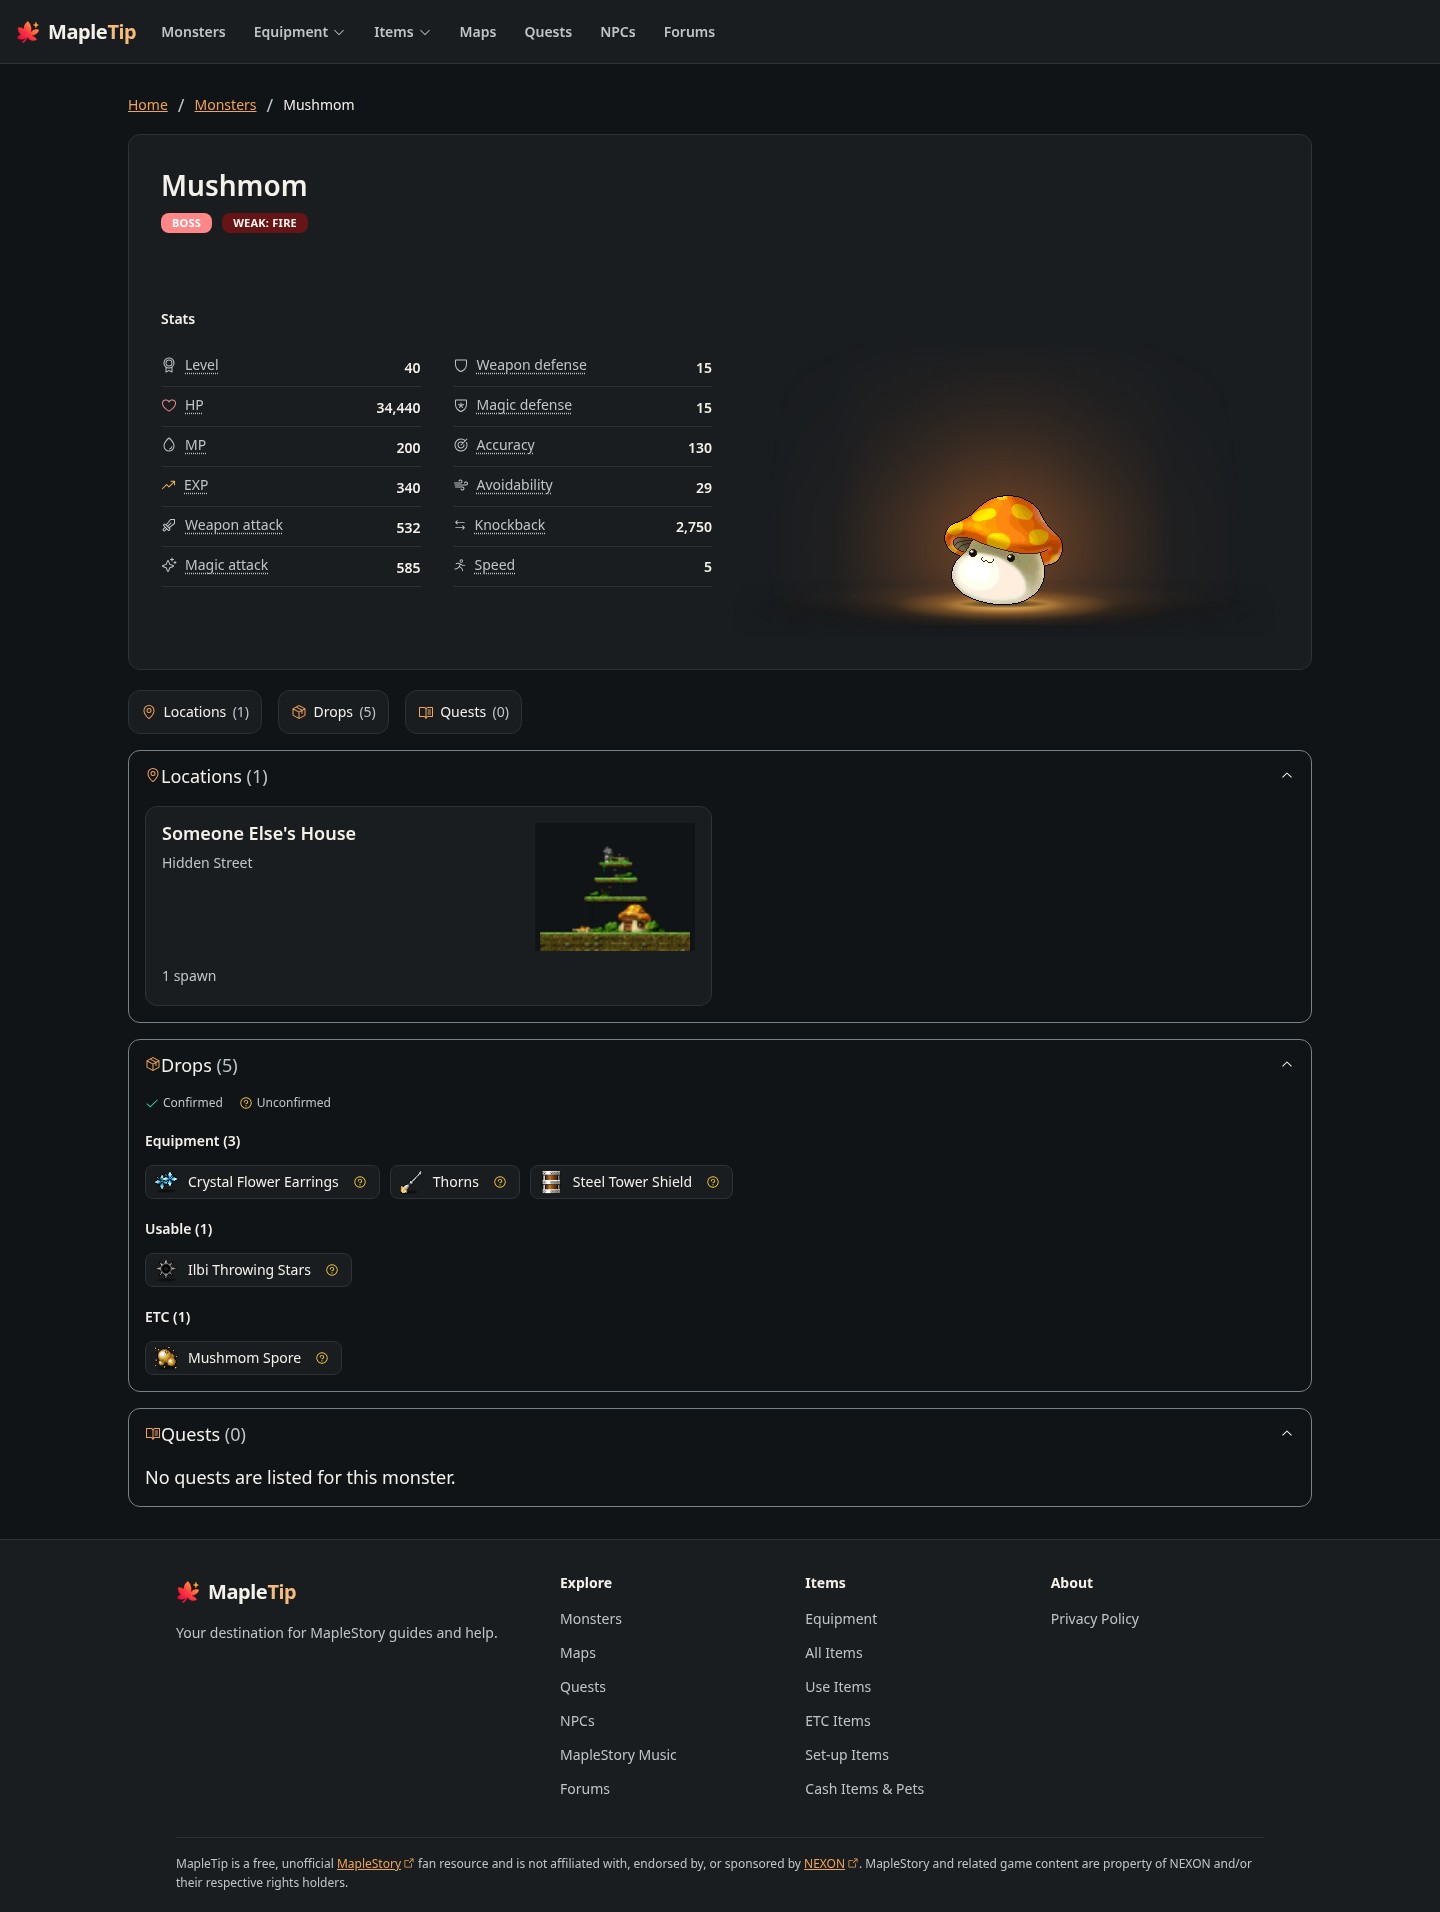 MapleTip Monsters Equipment Items Maps Quests NPCs Forums
Home / Monsters / Mushmom
Mushmom
BOSS WEAK: FIRE
Stats
Level 40
HP 34,440
MP 200
EXP 340
Weapon attack 532
Magic attack 585
Weapon defense 15
Magic defense 15
Accuracy 130
Avoidability 29
Knockback 2,750
Speed 5
Locations (1) Drops (5) Quests (0)
Locations (1)
Someone Else's House
Hidden Street
1 spawn
Drops (5)
Confirmed Unconfirmed
Equipment (3)
Crystal Flower Earrings Thorns Steel Tower Shield
Usable (1)
Ilbi Throwing Stars
ETC (1)
Mushmom Spore
Quests (0)
No quests are listed for this monster.
MapleTip
Your destination for MapleStory guides and help.
Explore
Monsters
Maps
Quests
NPCs
MapleStory Music
Forums
Items
Equipment
All Items
Use Items
ETC Items
Set-up Items
Cash Items & Pets
About
Privacy Policy
MapleTip is a free, unofficial MapleStory fan resource and is not affiliated with, endorsed by, or sponsored by NEXON. MapleStory and related game content are property of NEXON and/or
their respective rights holders.